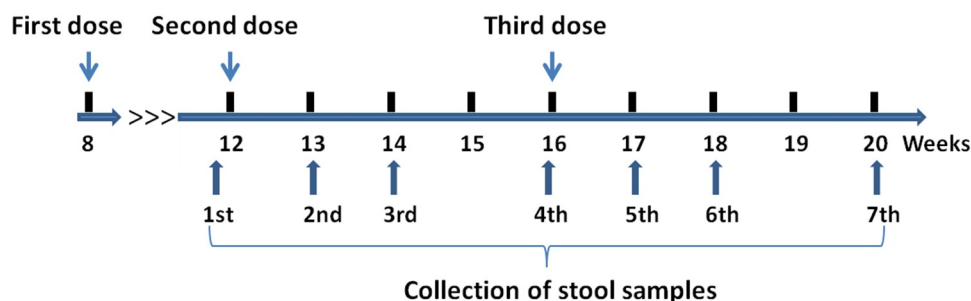 First dose Second dose Third dose
>>>
8 12 13 14 15 16 17 18 19 20 Weeks
1st 2nd 3rd 4th 5th 6th 7th
Collection of stool samples